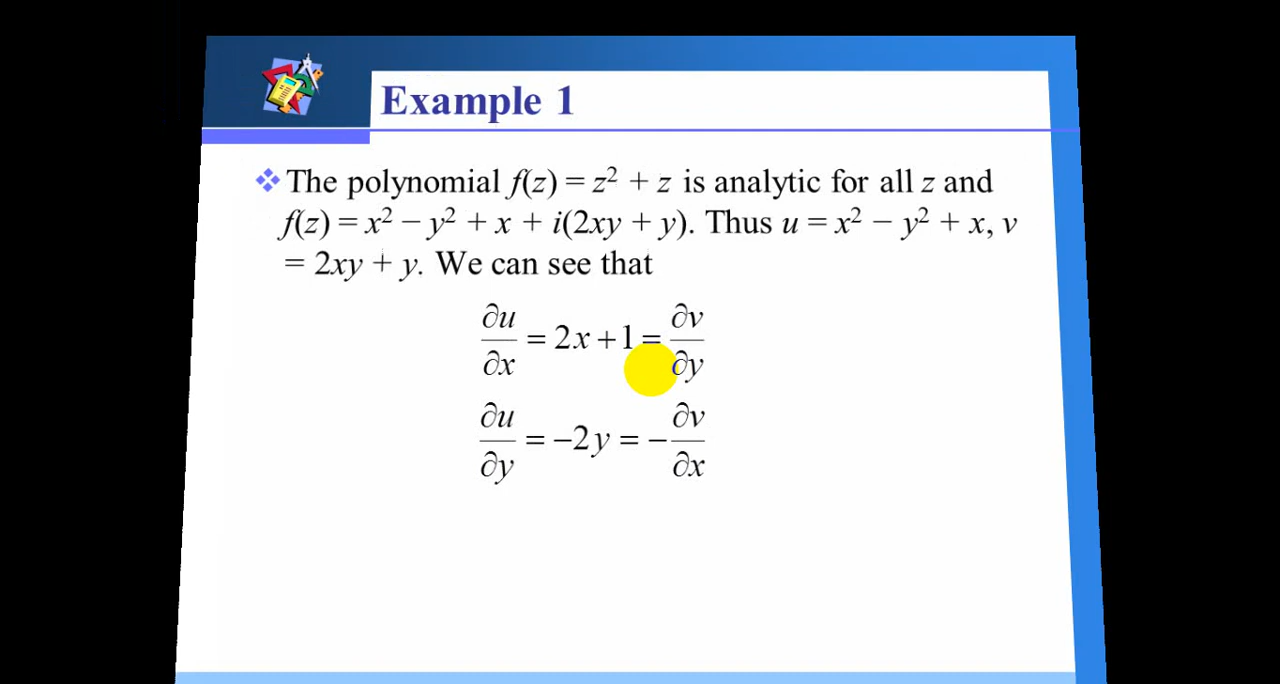 Example 1
The polynomial f(z) = z² + z is analytic for all z and
f(z) = x² − y² + x + i(2xy + y). Thus u = x² − y² + x, v
= 2xy + y. We can see that
∂u/∂x = 2x + 1 = ∂v/∂y
∂u/∂y = −2y = −∂v/∂x